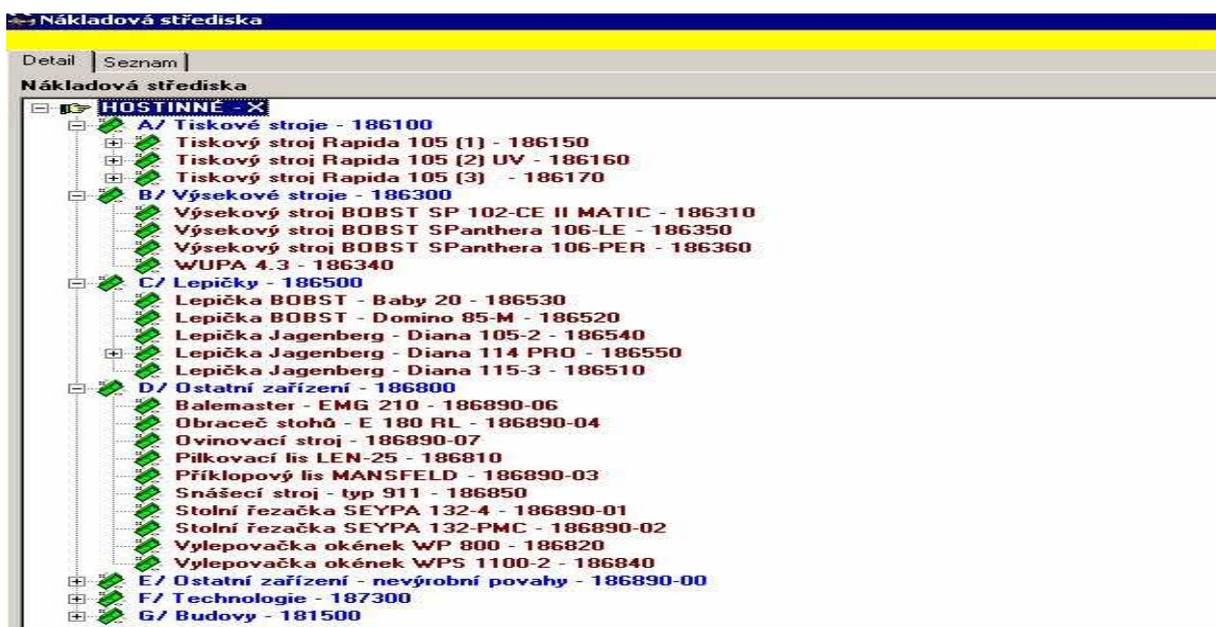 Nákladová střediska
Detail Seznam
Nákladová střediska
HOSTINNÉ - X
A/ Tiskové stroje - 186100
Tiskový stroj Rapida 105 (1) - 186150
Tiskový stroj Rapida 105 (2) UV - 186160
Tiskový stroj Rapida 105 (3) - 186170
B/ Výsekové stroje - 186300
Výsekový stroj BOBST SP 102-CE II MATIC - 186310
Výsekový stroj BOBST SPanthera 106-LE - 186350
Výsekový stroj BOBST SPanthera 106-PER - 186360
WUPA 4.3 - 186340
C/ Lepičky - 186500
Lepička BOBST - Baby 20 - 186530
Lepička BOBST - Domino 85-M - 186520
Lepička Jagenberg - Diana 105-2 - 186540
Lepička Jagenberg - Diana 114 PRO - 186550
Lepička Jagenberg - Diana 115-3 - 186510
D/ Ostatní zařízení - 186800
Balemaster - EMG 210 - 186890-06
Obraceč stohů - E 180 RL - 186890-04
Ovinovací stroj - 186890-07
Pilkovací lis LEN-25 - 186810
Příklopový lis MANSFELD - 186890-03
Snášecí stroj - typ 911 - 186850
Stolní řezačka SEYPA 132-4 - 186890-01
Stolní řezačka SEYPA 132-PMC - 186890-02
Vylepovačka okének WP 800 - 186820
Vylepovačka okének WPS 1100-2 - 186840
E/ Ostatní zařízení - nevýrobní povahy - 186890-00
F/ Technologie - 187300
G/ Budovy - 181500